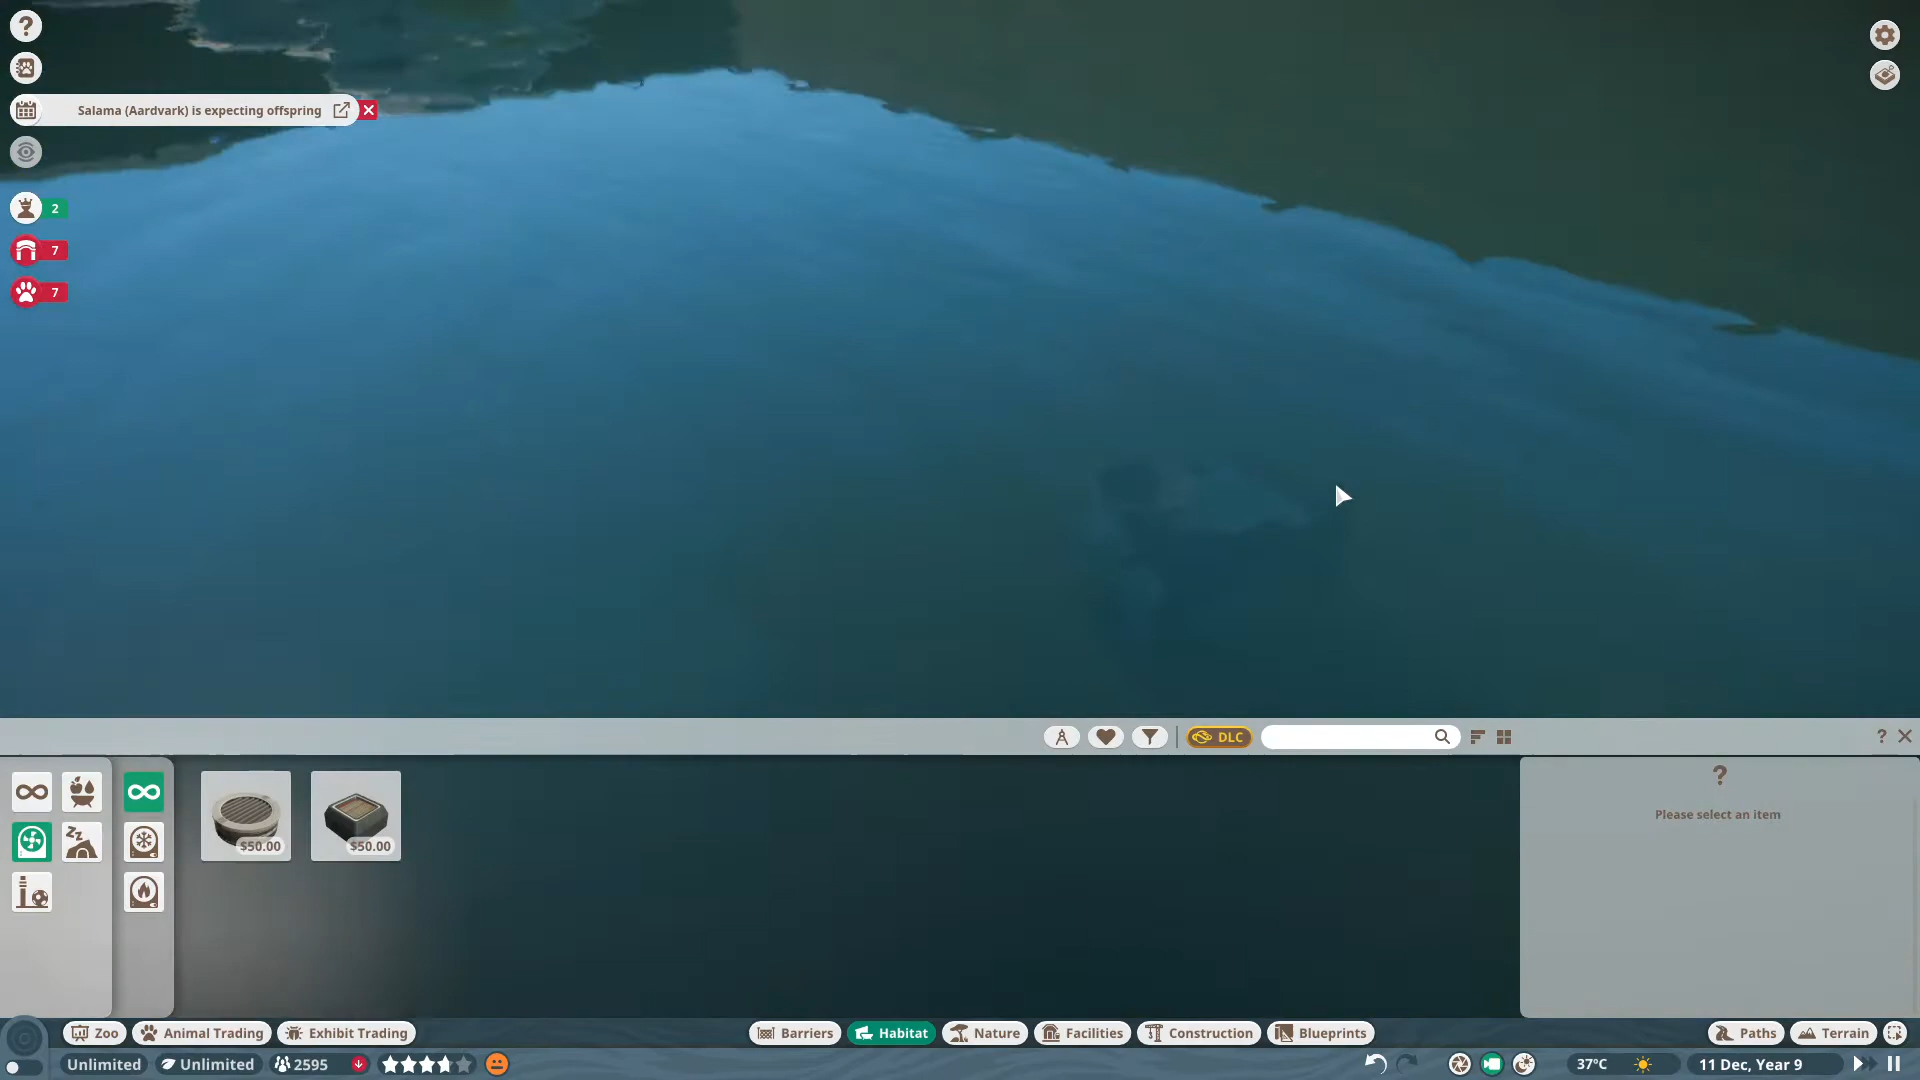 ?
Salama (Aardvark) is expecting offspring
2
7
7
DLC
?
$50.00
$50.00
?
Please select an item
Zoo
Animal Trading
Exhibit Trading
Barriers
Habitat
Nature
Facilities
Construction
Blueprints
Paths
Terrain
Unlimited
Unlimited
2595
37°C
11 Dec, Year 9